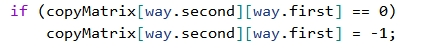 if (copyMatrix[way.second][way.first] == 0)
    copyMatrix[way.second][way.first] = -1;